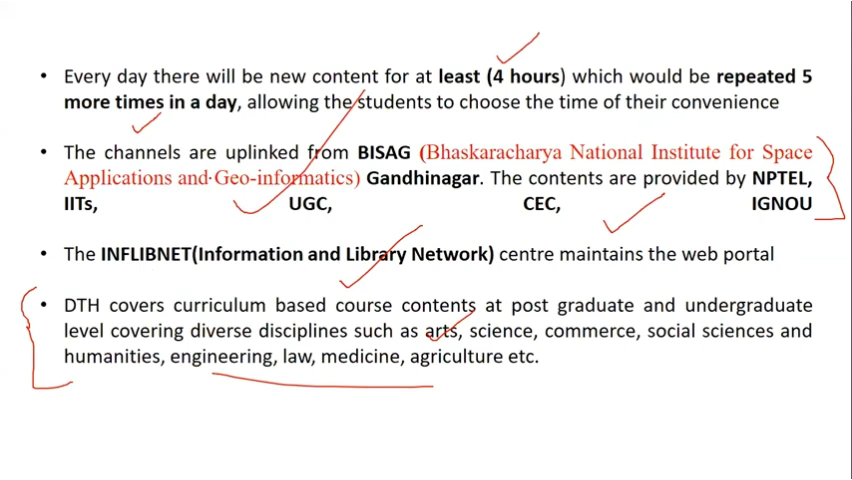 • Every day there will be new content for at least (4 hours) which would be repeated 5
more times in a day, allowing the students to choose the time of their convenience
• The channels are uplinked from BISAG (Bhaskaracharya National Institute for Space
Applications and Geo-informatics) Gandhinagar. The contents are provided by NPTEL,
IITs, UGC, CEC, IGNOU
• The INFLIBNET(Information and Library Network) centre maintains the web portal
• DTH covers curriculum based course contents at post graduate and undergraduate
level covering diverse disciplines such as arts, science, commerce, social sciences and
humanities, engineering, law, medicine, agriculture etc.